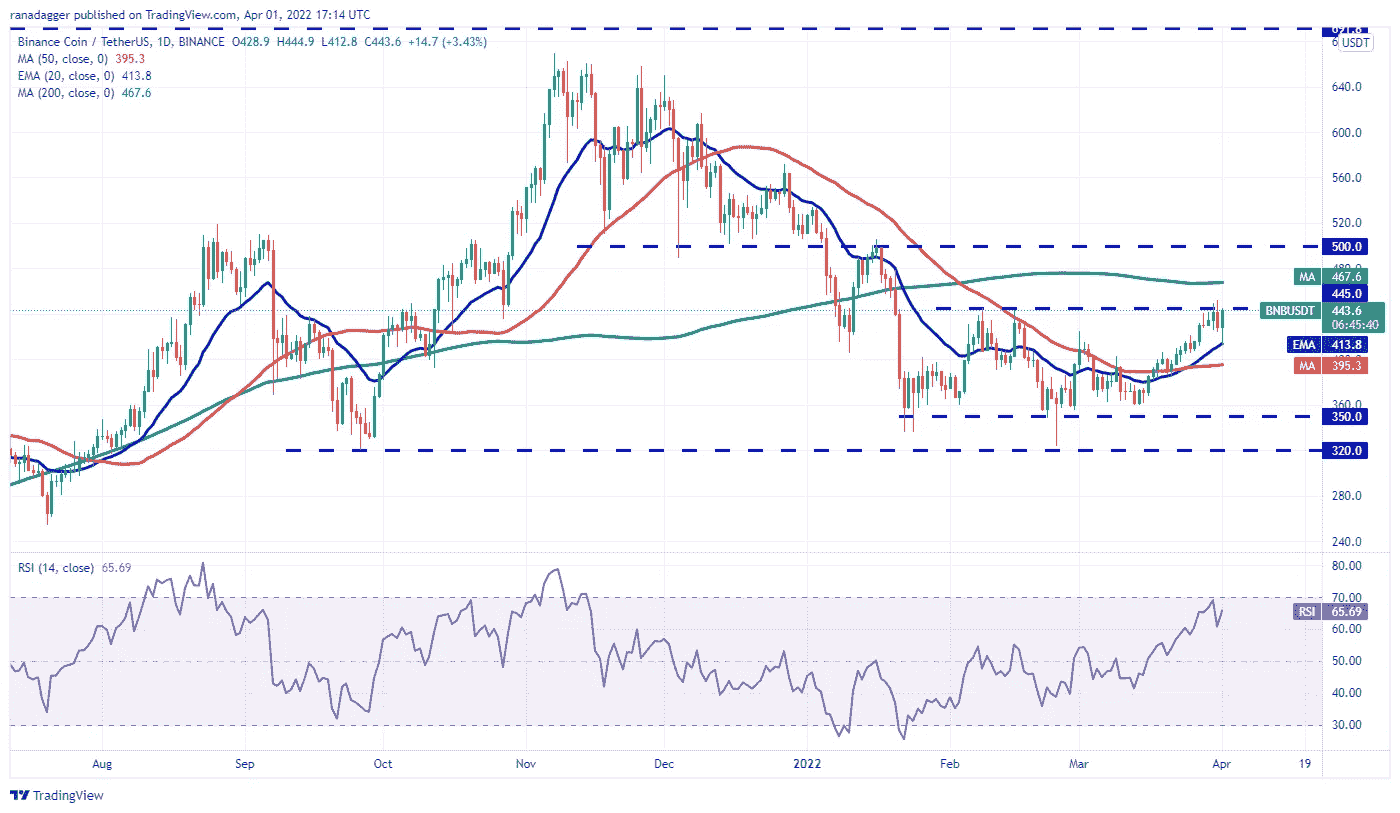 ranadagger published on TradingView.com, Apr 01, 2022 17:14 UTC
Binance Coin / TetherUS, 1D, BINANCE O428.9 H444.9 L412.8 C443.6 +14.7 (+3.43%)
MA (50, close, 0) 395.3
EMA (20, close, 0) 413.8
MA (200, close, 0) 467.6
USDT
640.0
600.0
560.0
520.0
500.0
MA 467.6
445.0
BNBUSDT 443.6
06:45:40
EMA 413.8
MA 395.3
360.0
350.0
320.0
280.0
240.0
RSI (14, close) 65.69
80.00
70.00
RSI 65.69
60.00
50.00
40.00
30.00
Aug Sep Oct Nov Dec 2022 Feb Mar Apr 19
TradingView